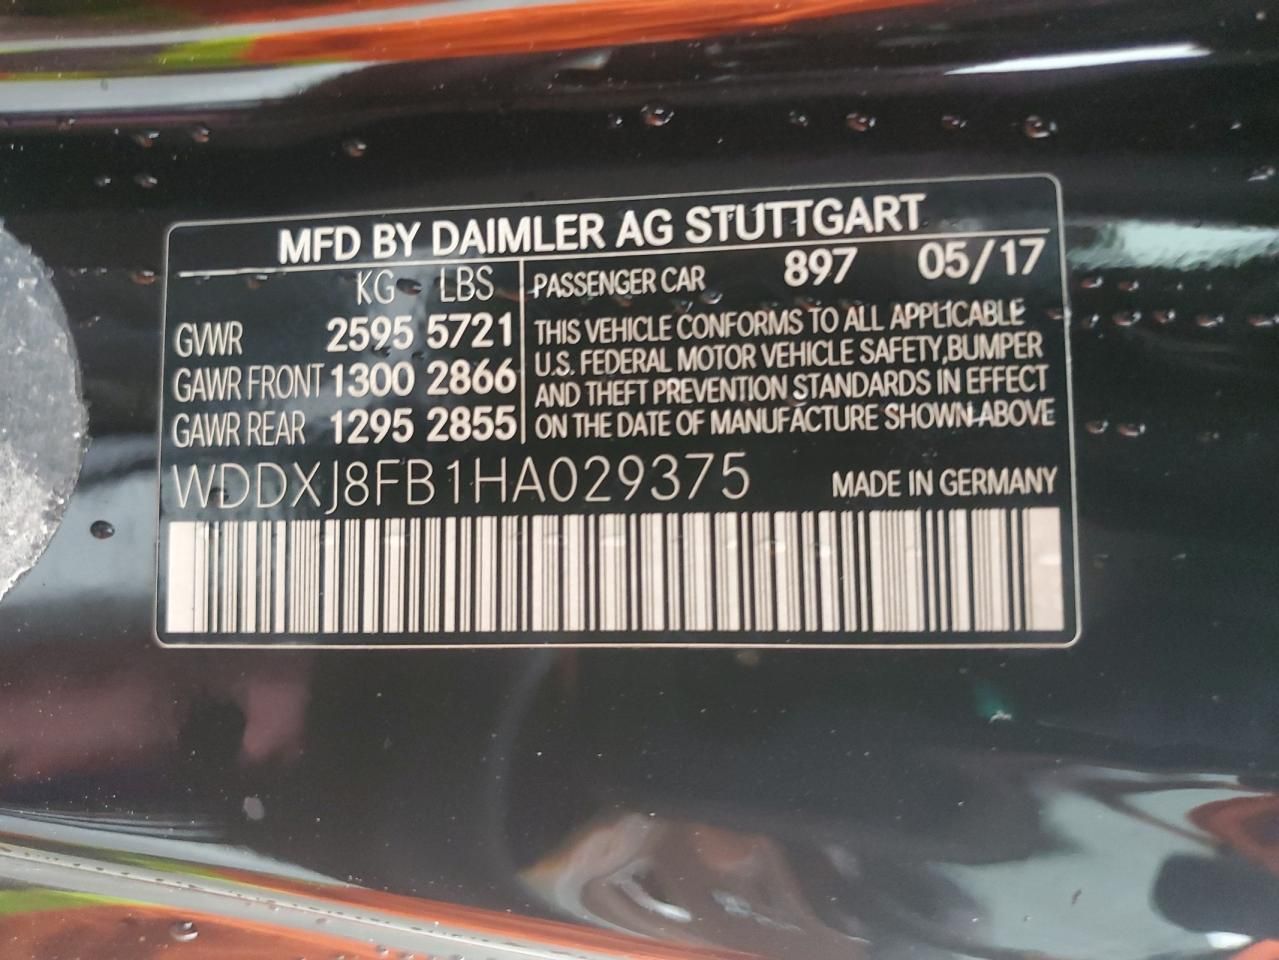 MFD BY DAIMLER AG STUTTGART
KG LBS
GVWR 2595 5721
GAWR FRONT 1300 2866
GAWR REAR 1295 2855
PASSENGER CAR 897 05/17
THIS VEHICLE CONFORMS TO ALL APPLICABLE
U.S. FEDERAL MOTOR VEHICLE SAFETY,BUMPER
AND THEFT PREVENTION STANDARDS IN EFFECT
ON THE DATE OF MANUFACTURE SHOWN ABOVE
WDDXJ8FB1HA029375 MADE IN GERMANY